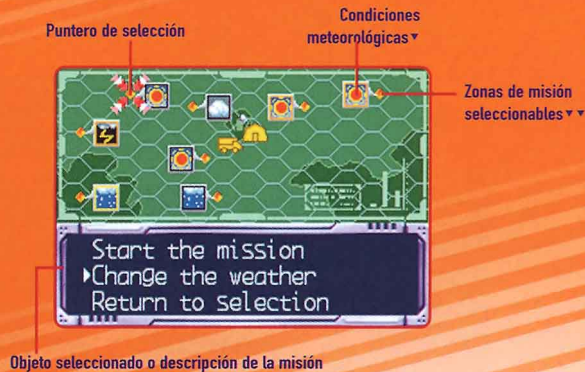 Condiciones
meteorológicas▼
Puntero de selección
Zonas de misión
seleccionables▼▼
Start the mission
▶Change the weather
Return to Selection
Objeto seleccionado o descripción de la misión